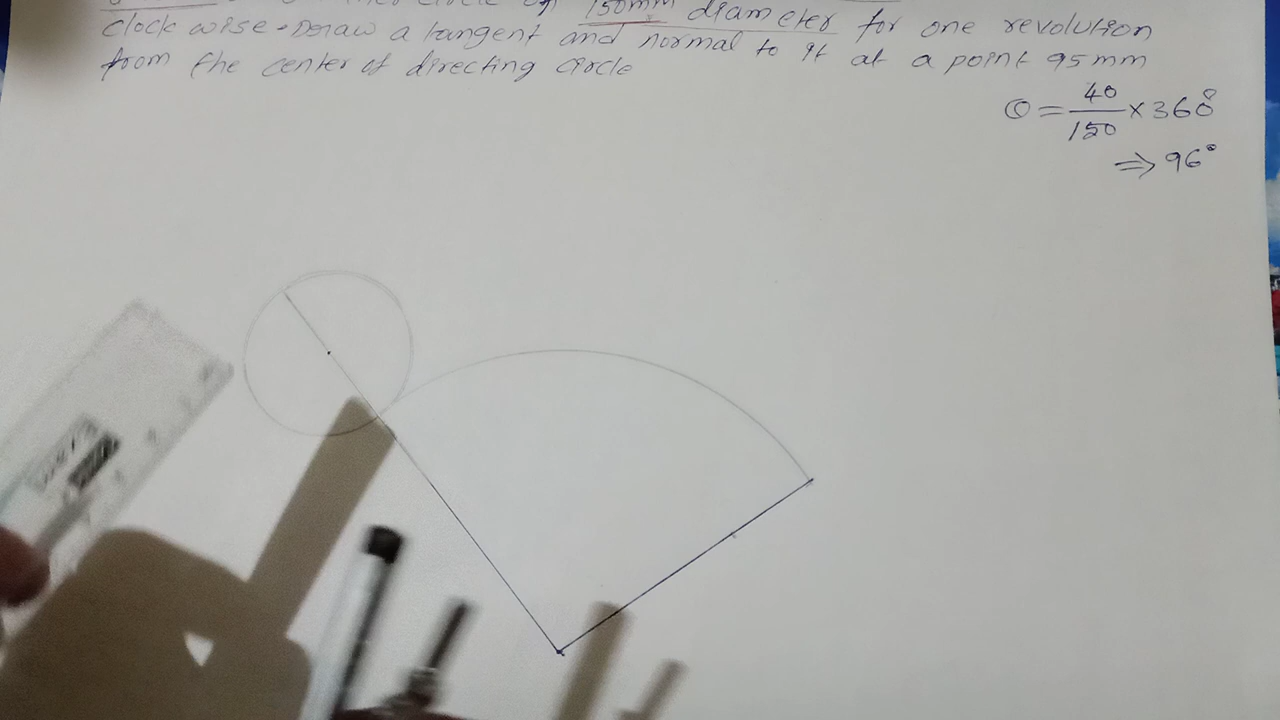 150mm diameter for one revolution
clock wise. Draw a tangent and normal to it at a point 95mm
from the center of directing circle
Θ = 40/150 × 360°
⇒ 96°